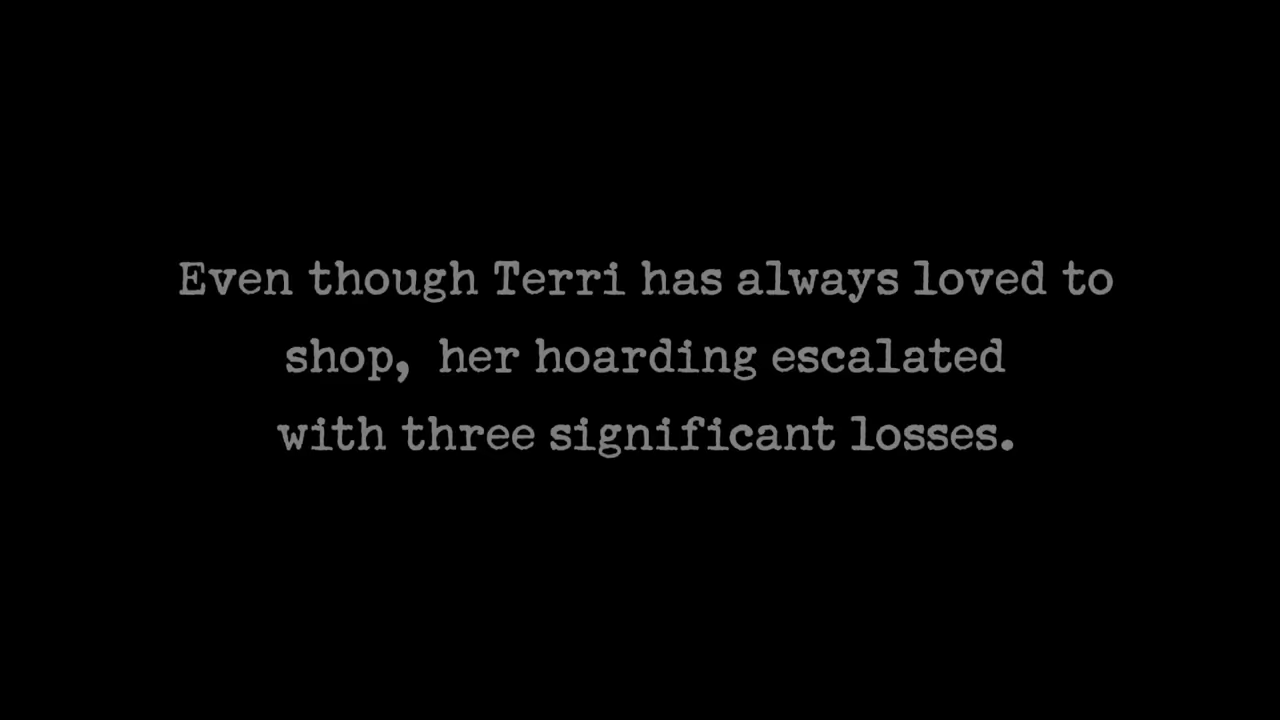 Even though Terri has always loved to
shop,  her hoarding escalated
with three significant losses.